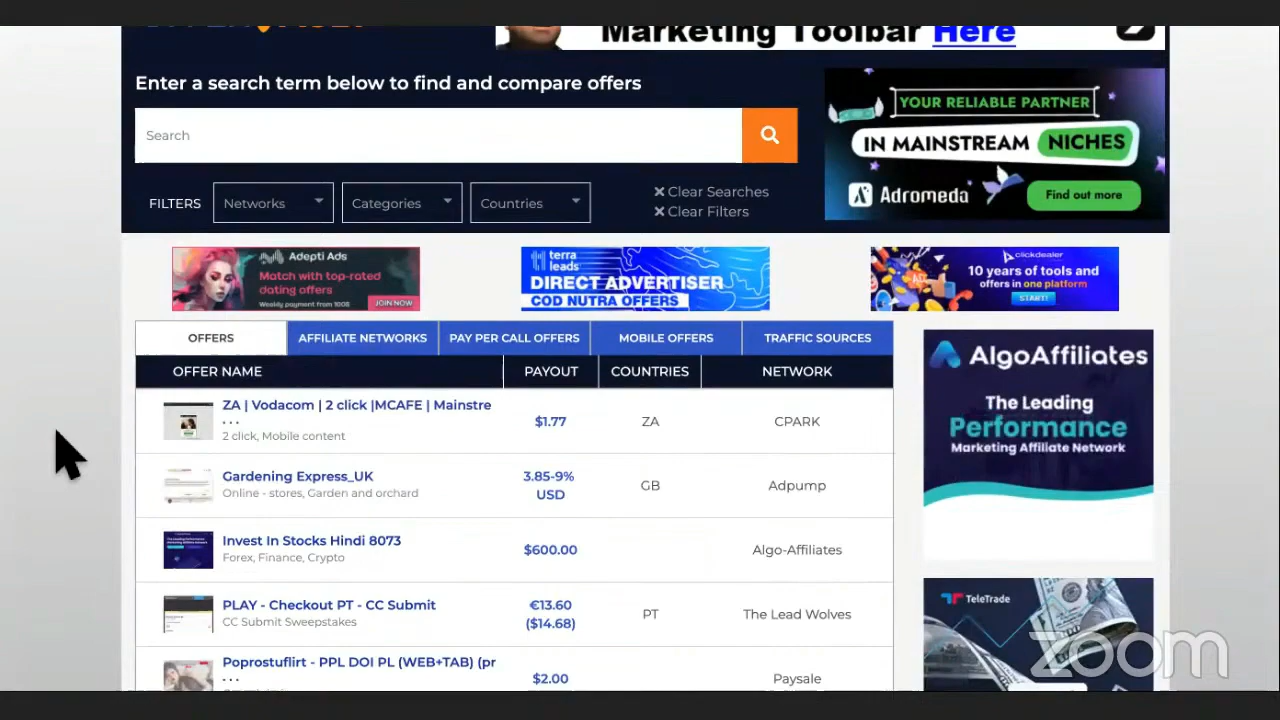 Marketing Toolbar Here
Enter a search term below to find and compare offers
Search
FILTERS
Networks
Categories
Countries
Clear Searches
Clear Filters
YOUR RELIABLE PARTNER
IN MAINSTREAM NICHES
Adromeda
Find out more
Adepti Ads
Match with top-rated
dating offers
Weekly payment from 100$
JOIN NOW
terra
leads
DIRECT ADVERTISER
COD NUTRA OFFERS
clickdealer
10 years of tools and
offers in one platform
START!
OFFERS
AFFILIATE NETWORKS
PAY PER CALL OFFERS
MOBILE OFFERS
TRAFFIC SOURCES
OFFER NAME
PAYOUT
COUNTRIES
NETWORK
ZA | Vodacom | 2 click |MCAFE | Mainstre
...
2 click, Mobile content
$1.77
ZA
CPARK
Gardening Express_UK
Online - stores, Garden and orchard
3.85-9%
USD
GB
Adpump
Invest In Stocks Hindi 8073
Forex, Finance, Crypto
$600.00
Algo-Affiliates
PLAY - Checkout PT - CC Submit
CC Submit Sweepstakes
€13.60
($14.68)
PT
The Lead Wolves
Poprostuflirt - PPL DOI PL (WEB+TAB) (pr
...
$2.00
Paysale
AlgoAffiliates
The Leading
Performance
Marketing Affiliate Network
TeleTrade
zoom